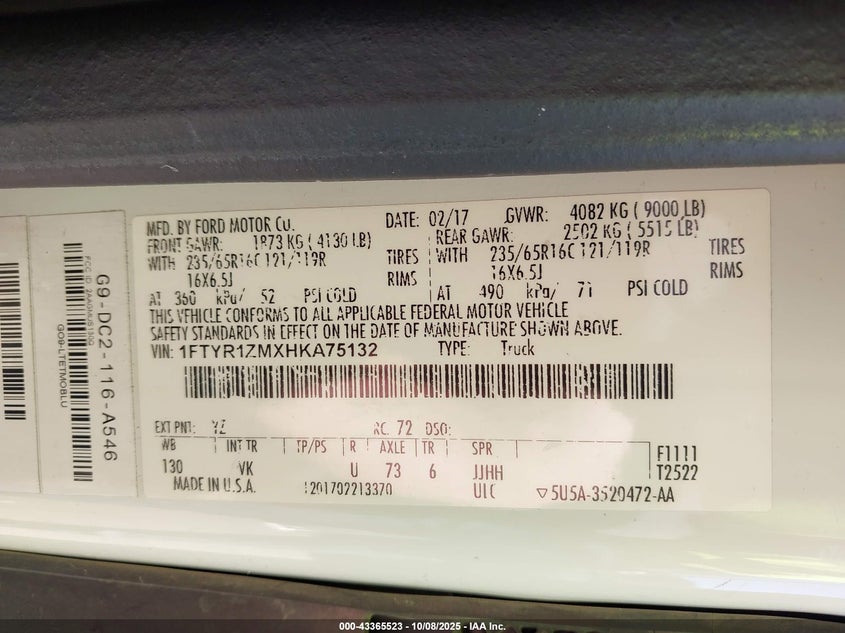 MFD. BY FORD MOTOR Co. DATE: 02/17 GVWR: 4082 KG ( 9000 LB)
FRONT GAWR: 1873 KG ( 4130 LB) REAR GAWR: 2502 KG ( 5515 LB)
WITH 235/65R16C 121/119R TIRES WITH 235/65R16C 121/119R TIRES
16X6.5J RIMS 16X6.5J RIMS
AT 360 kPa/ 52 PSI COLD AT 490 kPa/ 71 PSI COLD
THIS VEHICLE CONFORMS TO ALL APPLICABLE FEDERAL MOTOR VEHICLE
SAFETY STANDARDS IN EFFECT ON THE DATE OF MANUFACTURE SHOWN ABOVE.
VIN: 1FTYR1ZMXHKA75132 TYPE: Truck
EXT PNT: YZ RC: 72 DSO:
WB INT TR TP/PS R AXLE TR SPR F1111
130 VK U 73 6 JJHH T2522
MADE IN U.S.A. 1201702213370 ULC ▽ 5U5A-3520472-AA
G9-DC2-116-A546
GO9-LTETMOBLU
000-43365523 - 10/08/2025 - IAA Inc.